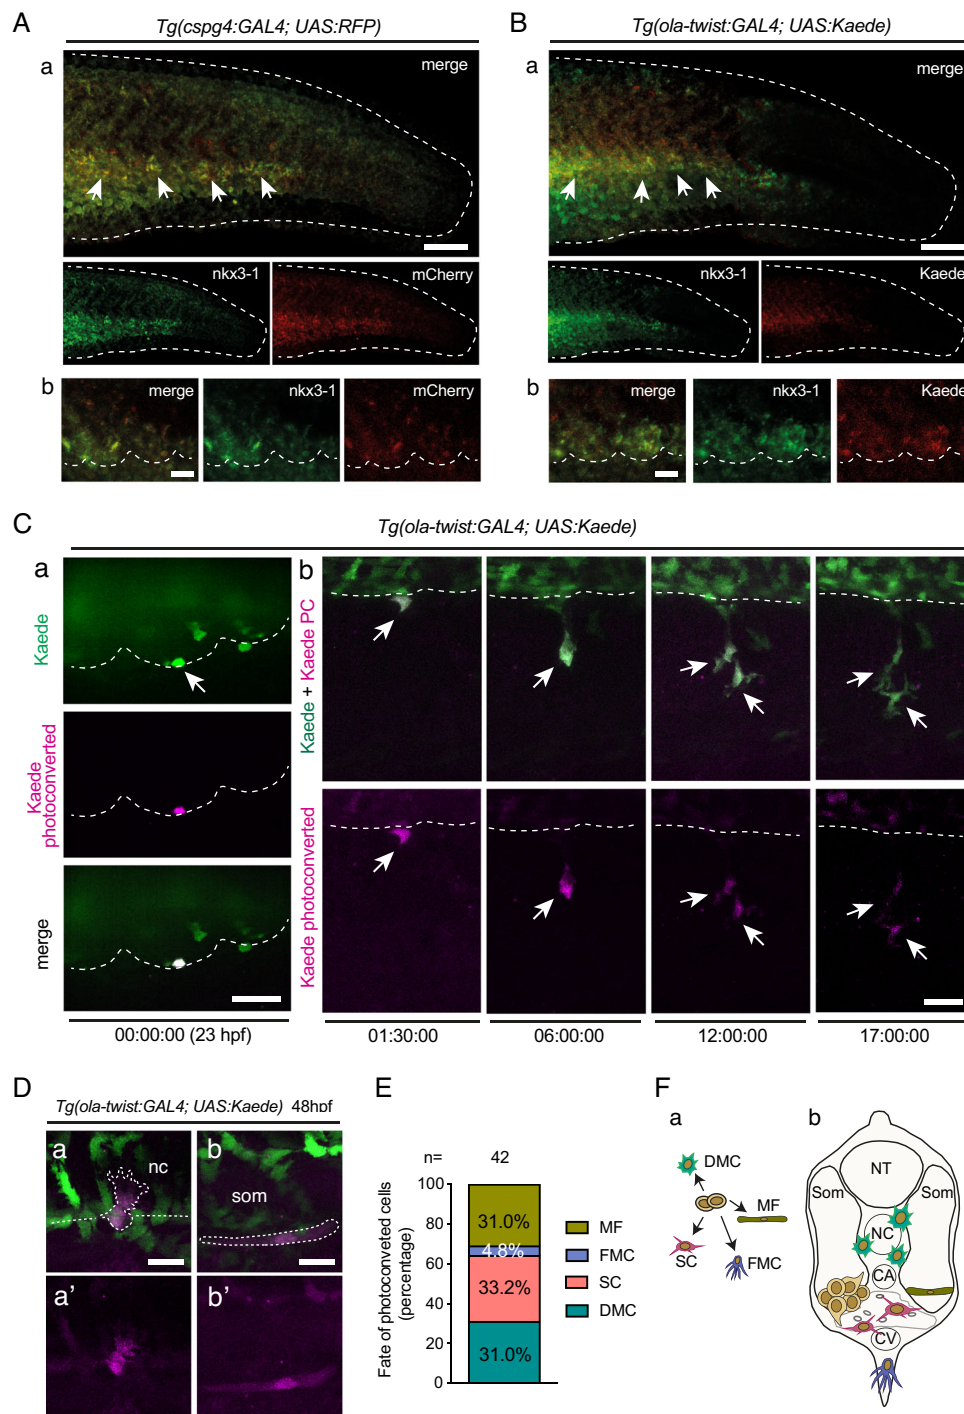 A
Tg(cspg4:GAL4; UAS:RFP)
a
merge
nkx3-1
mCherry
b
merge
nkx3-1
mCherry
B
Tg(ola-twist:GAL4; UAS:Kaede)
a
merge
nkx3-1
Kaede
b
merge
nkx3-1
Kaede
C
Tg(ola-twist:GAL4; UAS:Kaede)
a
Kaede
Kaede
photoconverted
merge
00:00:00 (23 hpf)
b
Kaede + Kaede PC
Kaede photoconverted
01:30:00
06:00:00
12:00:00
17:00:00
D
Tg(ola-twist:GAL4; UAS:Kaede) 48hpf
a
nc
b
som
a'
b'
E
n= 42
Fate of photoconveted cells
(percentage)
100
80
60
40
20
0
31.0%
4.8%
33.2%
31.0%
MF
FMC
SC
DMC
F
a
DMC
MF
SC
FMC
b
NT
Som
Som
NC
CA
CV